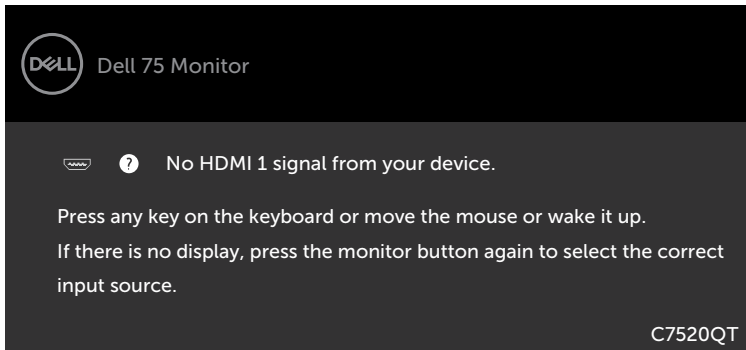 DELL Dell 75 Monitor
? No HDMI 1 signal from your device.
Press any key on the keyboard or move the mouse or wake it up.
If there is no display, press the monitor button again to select the correct
input source.
C7520QT